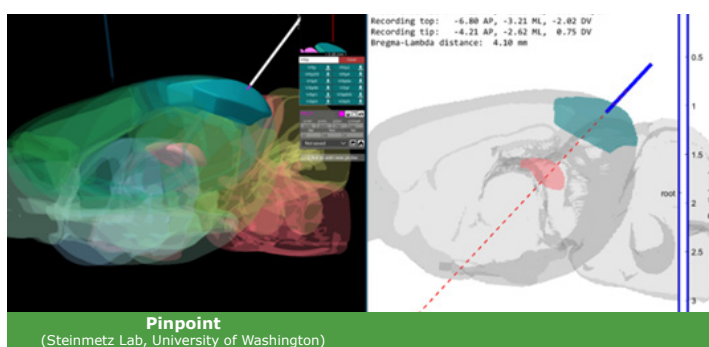 Recording top: -6.80 AP, -3.21 ML, -2.02 DV
Recording tip: -4.21 AP, -2.62 ML, 0.75 DV
Bregma-Lambda distance: 4.10 mm
0.5
1
1.5
root
2
2.5
3
Pinpoint
(Steinmetz Lab, University of Washington)